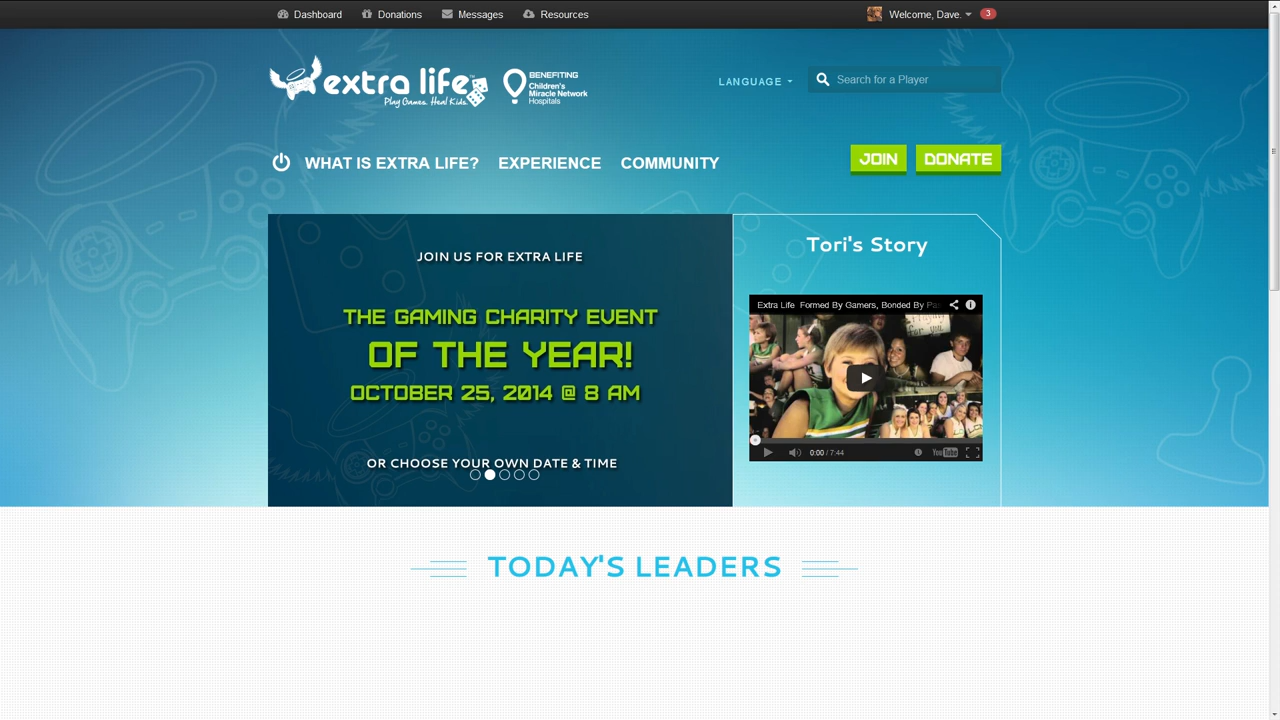 Dashboard Donations Messages Resources Welcome, Dave. 3
extra life™
Play Games. Heal Kids.
BENEFITING
Children's
Miracle Network
Hospitals
LANGUAGE
Search for a Player
WHAT IS EXTRA LIFE? EXPERIENCE COMMUNITY
JOIN DONATE
JOIN US FOR EXTRA LIFE
THE GAMING CHARITY EVENT
OF THE YEAR!
OCTOBER 25, 2014 @ 8 AM
OR CHOOSE YOUR OWN DATE & TIME
Tori's Story
Extra Life Formed By Gamers, Bonded By
0:00 / 7:44
YouTube
TODAY'S LEADERS